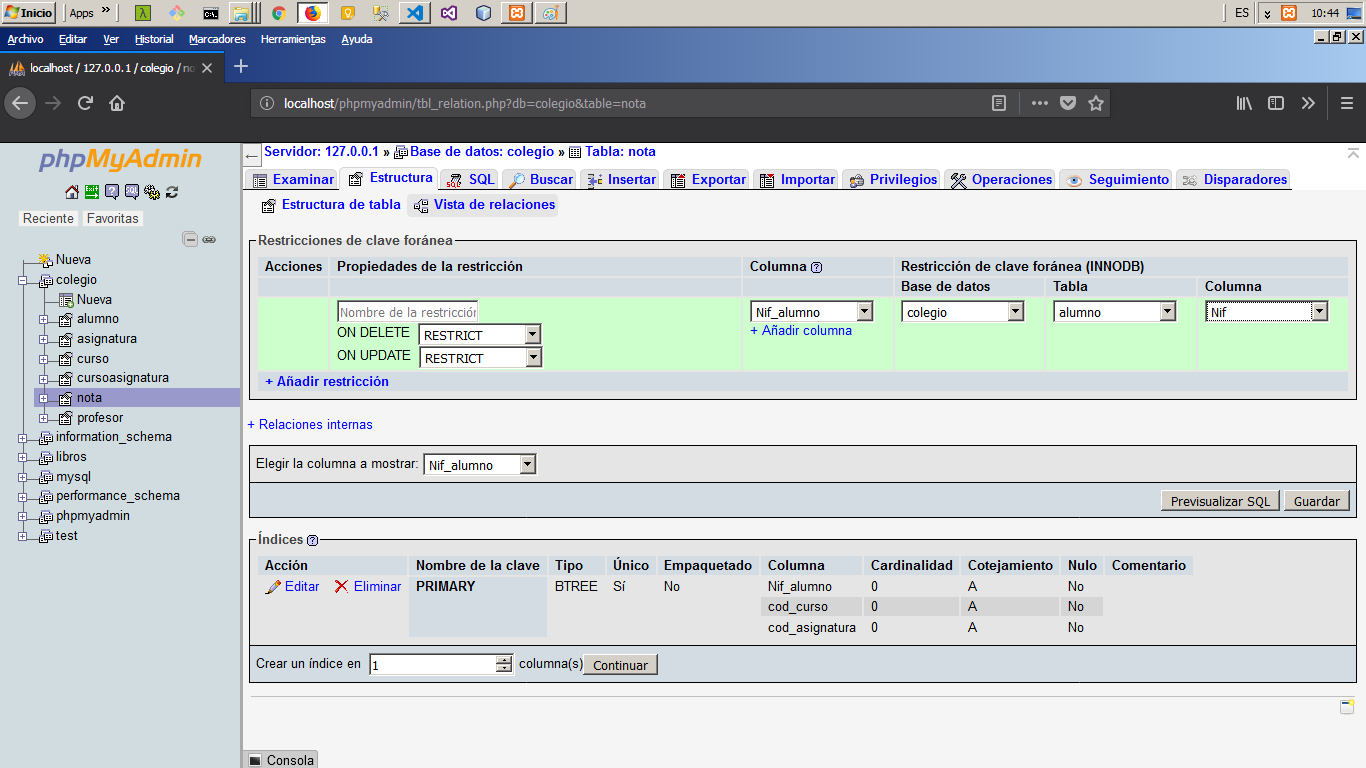 Inicio Apps » ES 10:44
Archivo Editar Ver Historial Marcadores Herramientas Ayuda
localhost / 127.0.0.1 / colegio / no
localhost/phpmyadmin/tbl_relation.php?db=colegio&table=nota
phpMyAdmin
Reciente Favoritas
Nueva
colegio
Nueva
alumno
asignatura
curso
cursoasignatura
nota
profesor
information_schema
libros
mysql
performance_schema
phpmyadmin
test
Servidor: 127.0.0.1 » Base de datos: colegio » Tabla: nota
Examinar Estructura SQL Buscar Insertar Exportar Importar Privilegios Operaciones Seguimiento Disparadores
Estructura de tabla Vista de relaciones
Restricciones de clave foránea
Acciones Propiedades de la restricción Columna Restricción de clave foránea (INNODB)
Base de datos Tabla Columna
Nombre de la restricción Nif_alumno colegio alumno Nif
ON DELETE RESTRICT + Añadir columna
ON UPDATE RESTRICT
+ Añadir restricción
+ Relaciones internas
Elegir la columna a mostrar: Nif_alumno
Previsualizar SQL Guardar
Índices
Acción Nombre de la clave Tipo Único Empaquetado Columna Cardinalidad Cotejamiento Nulo Comentario
Editar Eliminar PRIMARY BTREE Sí No Nif_alumno 0 A No
cod_curso 0 A No
cod_asignatura 0 A No
Crear un índice en 1 columna(s) Continuar
Consola